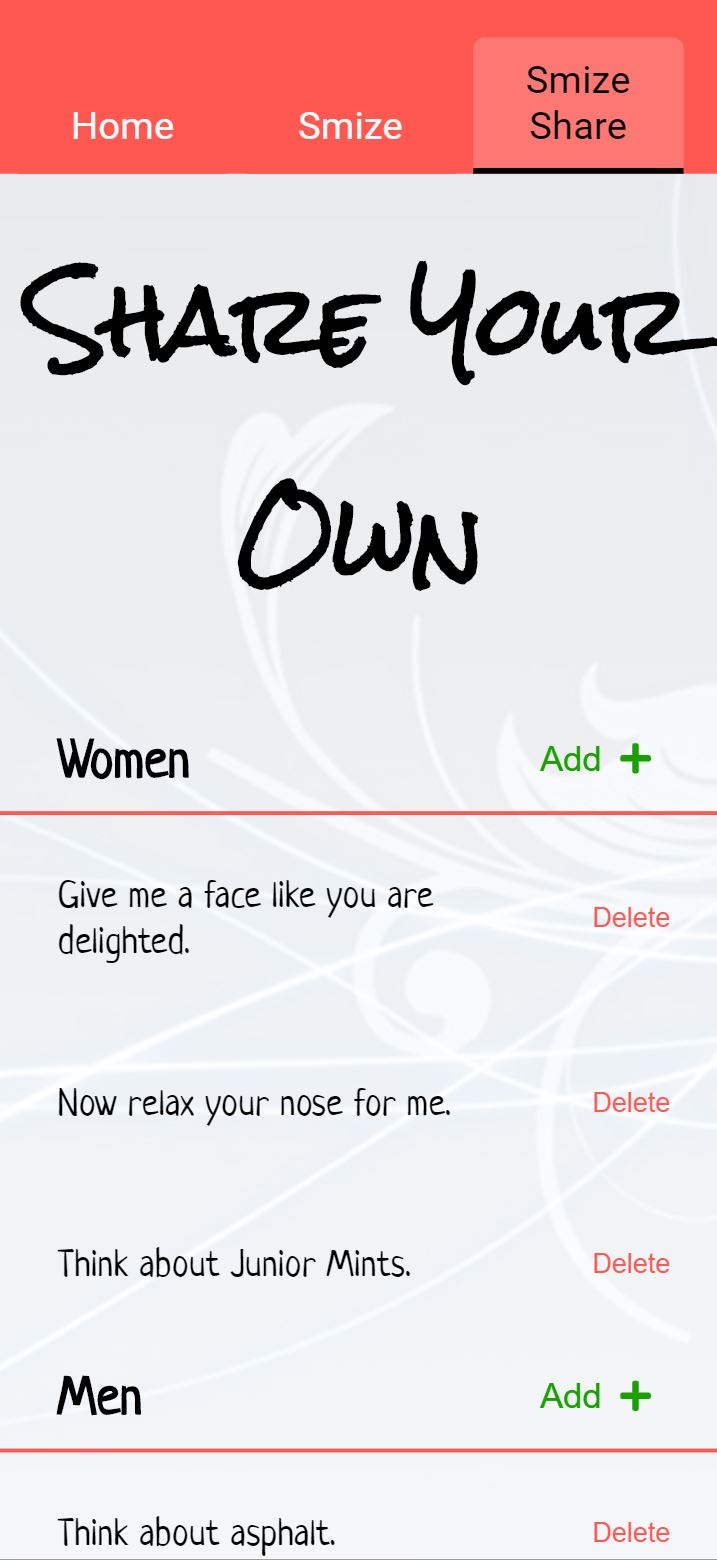 Home
Smize
Smize
Share
Share Your
Own
Women
Add
Give me a face like you are
delighted.
Delete
Now relax your nose for me.
Delete
Think about Junior Mints.
Delete
Men
Add
Think about asphalt.
Delete